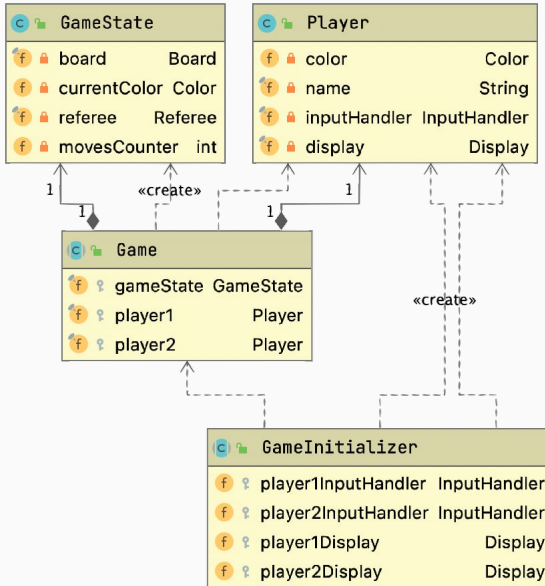 GameState
board Board
currentColor Color
referee Referee
movesCounter int
Player
color Color
name String
inputHandler InputHandler
display Display
1
«create»
1
1
1
Game
gameState GameState
player1 Player
player2 Player
«create»
GameInitializer
player1InputHandler InputHandler
player2InputHandler InputHandler
player1Display Display
player2Display Display